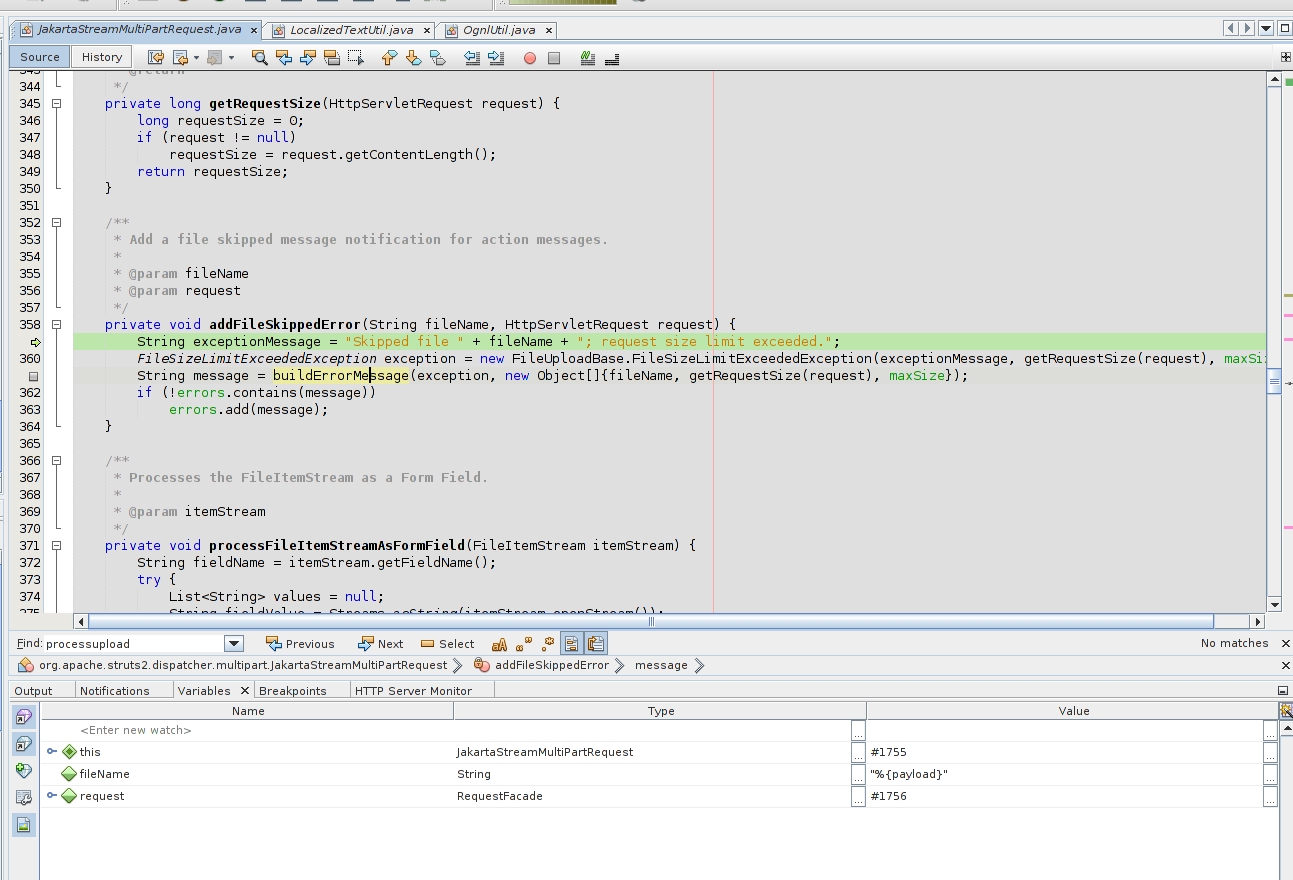 JakartaStreamMultiPartRequest.java × LocalizedTextUtil.java × OgnlUtil.java ×
Source History
343 * @return
344 */
345 private long getRequestSize(HttpServletRequest request) {
346 long requestSize = 0;
347 if (request != null)
348 requestSize = request.getContentLength();
349 return requestSize;
350 }
351
352 /**
353 * Add a file skipped message notification for action messages.
354 *
355 * @param fileName
356 * @param request
357 */
358 private void addFileSkippedError(String fileName, HttpServletRequest request) {
String exceptionMessage = "Skipped file " + fileName + "; request size limit exceeded.";
360 FileSizeLimitExceededException exception = new FileUploadBase.FileSizeLimitExceededException(exceptionMessage, getRequestSize(request), maxSi
String message = buildErrorMessage(exception, new Object[]{fileName, getRequestSize(request), maxSize});
362 if (!errors.contains(message))
363 errors.add(message);
364 }
365
366 /**
367 * Processes the FileItemStream as a Form Field.
368 *
369 * @param itemStream
370 */
371 private void processFileItemStreamAsFormField(FileItemStream itemStream) {
372 String fieldName = itemStream.getFieldName();
373 try {
374 List<String> values = null;
375 String fieldValue = Streams.asString(itemStream.openStream());
Find: processupload Previous Next Select No matches ×
org.apache.struts2.dispatcher.multipart.JakartaStreamMultiPartRequest addFileSkippedError message ×
Output Notifications Variables × Breakpoints HTTP Server Monitor
Name Type Value
<Enter new watch> ... ...
this JakartaStreamMultiPartRequest ... #1755 ...
fileName String ... "%{payload}" ...
request RequestFacade ... #1756 ...